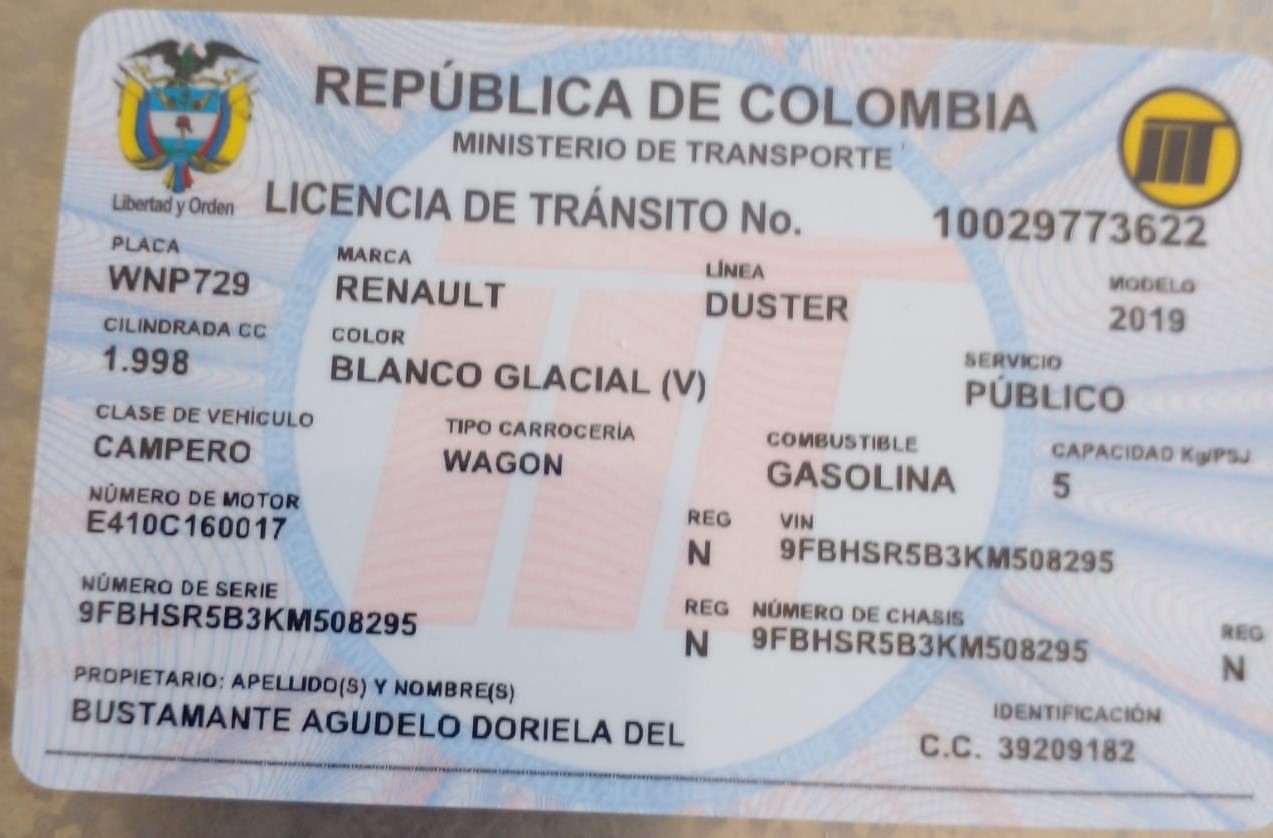 REPÚBLICA DE COLOMBIA
MINISTERIO DE TRANSPORTE
Libertad y Orden
LICENCIA DE TRÁNSITO No. 10029773622
PLACA MARCA LÍNEA MODELO
WNP729 RENAULT DUSTER 2019
CILINDRADA CC COLOR SERVICIO
1.998 BLANCO GLACIAL (V) PÚBLICO
CLASE DE VEHÍCULO TIPO CARROCERÍA COMBUSTIBLE CAPACIDAD Kg/PSJ
CAMPERO WAGON GASOLINA 5
NÚMERO DE MOTOR REG VIN
E410C160017 N 9FBHSR5B3KM508295
NÚMERO DE SERIE REG NÚMERO DE CHASIS REG
9FBHSR5B3KM508295 N 9FBHSR5B3KM508295 N
PROPIETARIO: APELLIDO(S) Y NOMBRE(S) IDENTIFICACIÓN
BUSTAMANTE AGUDELO DORIELA DEL C.C. 39209182